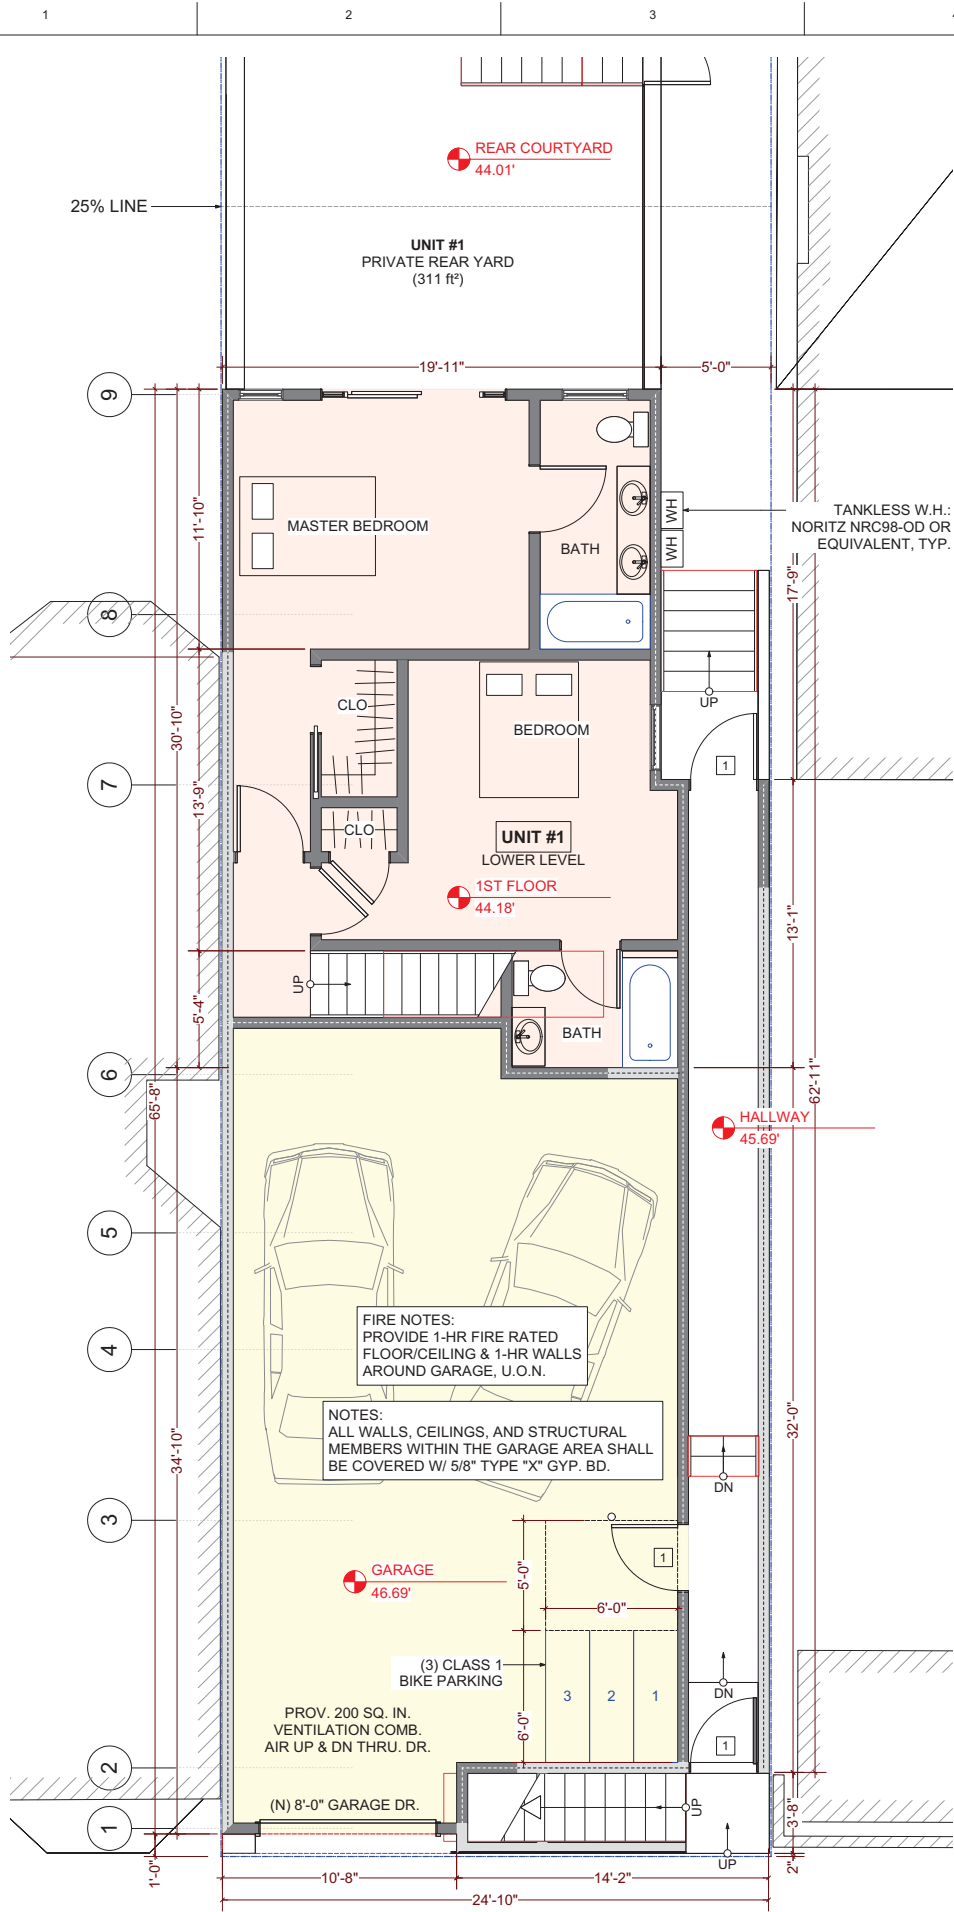 1
2
3
REAR COURTYARD
44.01'
25% LINE
UNIT #1
PRIVATE REAR YARD
(311 ft²)
19'-11"
5'-0"
9
11'-10"
MASTER BEDROOM
BATH
WH
WH
TANKLESS W.H.:
NORITZ NRC98-OD OR
EQUIVALENT, TYP.
17'-9"
8
UP
CLO
BEDROOM
30'-10"
1
7
13'-9"
CLO
UNIT #1
LOWER LEVEL
1ST FLOOR
44.18'
13'-1"
UP
5'-4"
BATH
6
65'-8"
62'-11"
HALLWAY
45.69'
5
FIRE NOTES:
PROVIDE 1-HR FIRE RATED
FLOOR/CEILING & 1-HR WALLS
AROUND GARAGE, U.O.N.
4
NOTES:
ALL WALLS, CEILINGS, AND STRUCTURAL
MEMBERS WITHIN THE GARAGE AREA SHALL
BE COVERED W/ 5/8" TYPE "X" GYP. BD.
32'-0"
34'-10"
DN
3
1
GARAGE
46.69'
5'-0"
6'-0"
(3) CLASS 1
BIKE PARKING
3
2
1
DN
6'-0"
PROV. 200 SQ. IN.
VENTILATION COMB.
AIR UP & DN THRU. DR.
1
2
(N) 8'-0" GARAGE DR.
UP
3'-8"
1
UP
2"
1'-0"
10'-8"
14'-2"
24'-10"